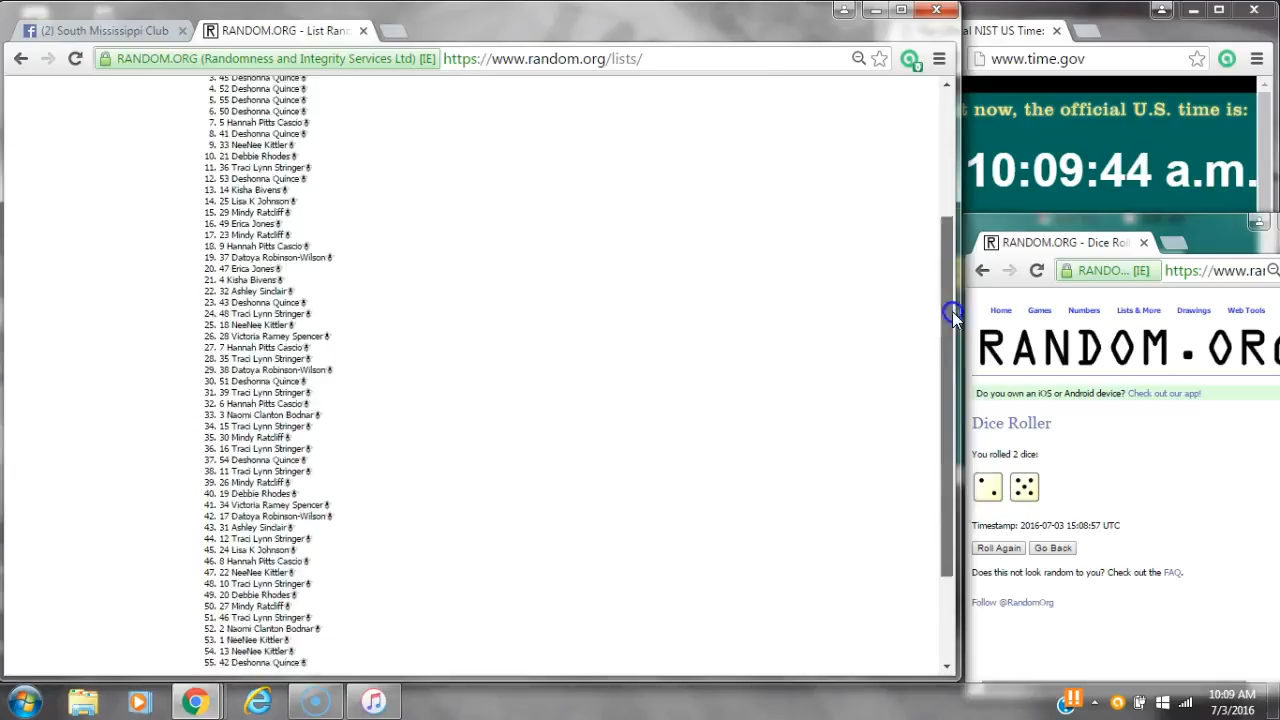 (2) South Mississippi Club
RANDOM.ORG - List Ran
https://www.random.org/lists/
RANDOM.ORG (Randomness and Integrity Services Ltd) [IE]
3. 45 Deshonna Quince
4. 52 Deshonna Quince
5. 55 Deshonna Quince
6. 50 Deshonna Quince
7. 5 Hannah Pitts Cascio
8. 41 Deshonna Quince
9. 33 NeeNee Kittler
10. 21 Debbie Rhodes
11. 36 Traci Lynn Stringer
12. 53 Deshonna Quince
13. 14 Kisha Bivens
14. 25 Lisa K Johnson
15. 29 Mindy Ratcliff
16. 49 Erica Jones
17. 23 Mindy Ratcliff
18. 9 Hannah Pitts Cascio
19. 37 Datoya Robinson-Wilson
20. 47 Erica Jones
21. 4 Kisha Bivens
22. 32 Ashley Sinclair
23. 43 Deshonna Quince
24. 48 Traci Lynn Stringer
25. 18 NeeNee Kittler
26. 28 Victoria Ramey Spencer
27. 7 Hannah Pitts Cascio
28. 35 Traci Lynn Stringer
29. 38 Datoya Robinson-Wilson
30. 51 Deshonna Quince
31. 39 Traci Lynn Stringer
32. 6 Hannah Pitts Cascio
33. 3 Naomi Clanton Bodnar
34. 15 Traci Lynn Stringer
35. 30 Mindy Ratcliff
36. 16 Traci Lynn Stringer
37. 54 Deshonna Quince
38. 11 Traci Lynn Stringer
39. 26 Mindy Ratcliff
40. 19 Debbie Rhodes
41. 34 Victoria Ramey Spencer
42. 17 Datoya Robinson-Wilson
43. 31 Ashley Sinclair
44. 12 Traci Lynn Stringer
45. 24 Lisa K Johnson
46. 8 Hannah Pitts Cascio
47. 22 NeeNee Kittler
48. 10 Traci Lynn Stringer
49. 20 Debbie Rhodes
50. 27 Mindy Ratcliff
51. 46 Traci Lynn Stringer
52. 2 Naomi Clanton Bodnar
53. 1 NeeNee Kittler
54. 13 NeeNee Kittler
55. 42 Deshonna Quince
al NIST US Time:
www.time.gov
t now, the official U.S. time is:
10:09:44 a.m.
RANDOM.ORG - Dice Rol
RANDO... [IE] https://www.rar
Home Games Numbers Lists & More Drawings Web Tools
RANDOM.ORG
Do you own an iOS or Android device? Check out our app!
Dice Roller
You rolled 2 dice:
Timestamp: 2016-07-03 15:08:57 UTC
Roll Again Go Back
Does this not look random to you? Check out the FAQ.
Follow @RandomOrg
10:09 AM
7/3/2016